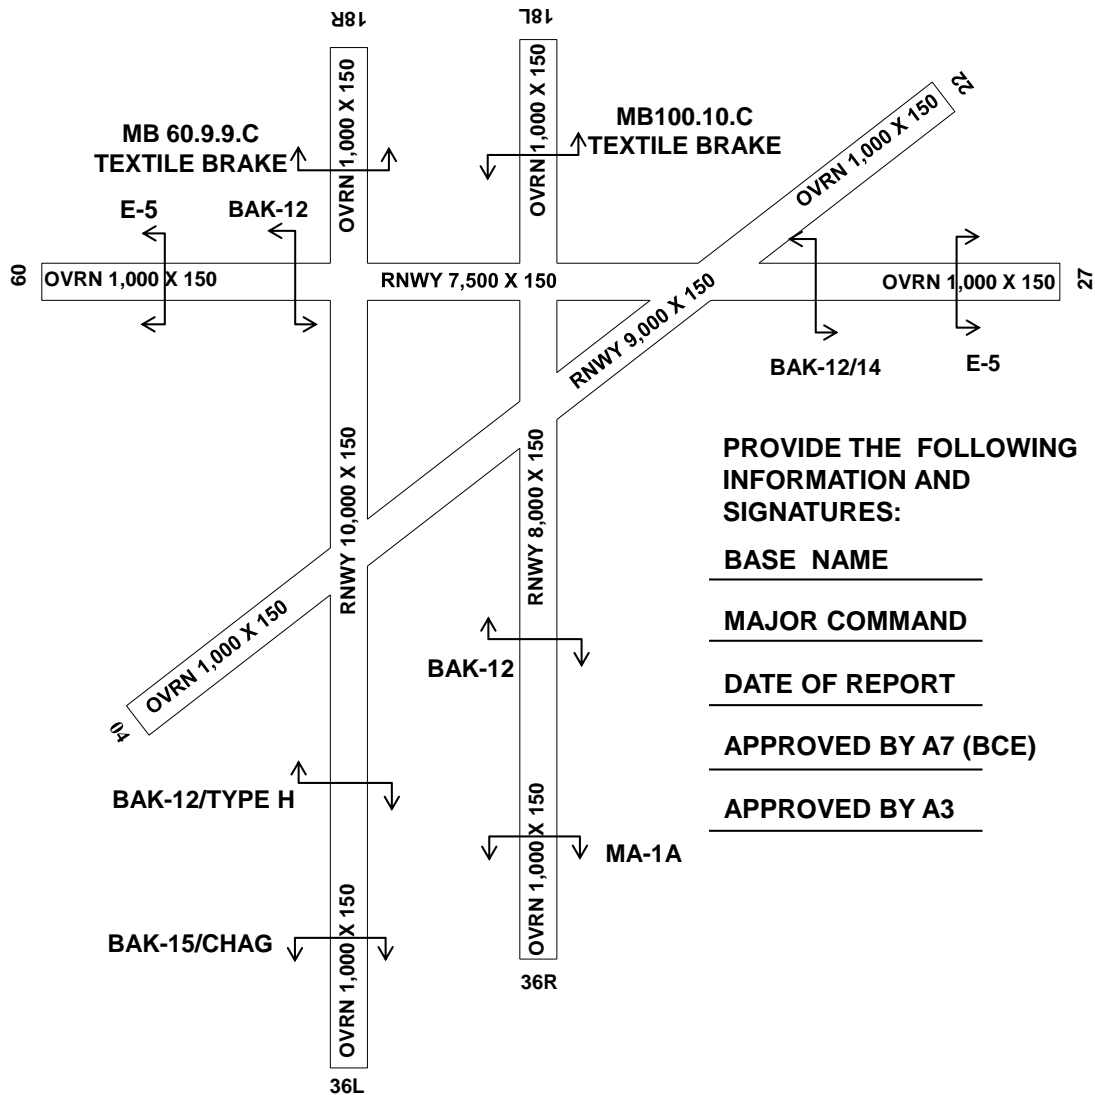 18R
18L
22
MB 60.9.9.C
TEXTILE BRAKE
OVRN 1,000 X 150
OVRN 1,000 X 150
MB100.10.C
TEXTILE BRAKE
OVRN 1,000 X 150
E-5
BAK-12
09
OVRN 1,000 X 150
RNWY 7,500 X 150
OVRN 1,000 X 150
27
RNWY 9,000 X 150
BAK-12/14
E-5
RNWY 10,000 X 150
RNWY 8,000 X 150
PROVIDE THE FOLLOWING
INFORMATION AND
SIGNATURES:
BASE NAME
MAJOR COMMAND
DATE OF REPORT
APPROVED BY A7 (BCE)
APPROVED BY A3
OVRN 1,000 X 150
04
BAK-12
BAK-12/TYPE H
OVRN 1,000 X 150
MA-1A
BAK-15/CHAG
OVRN 1,000 X 150
36R
36L